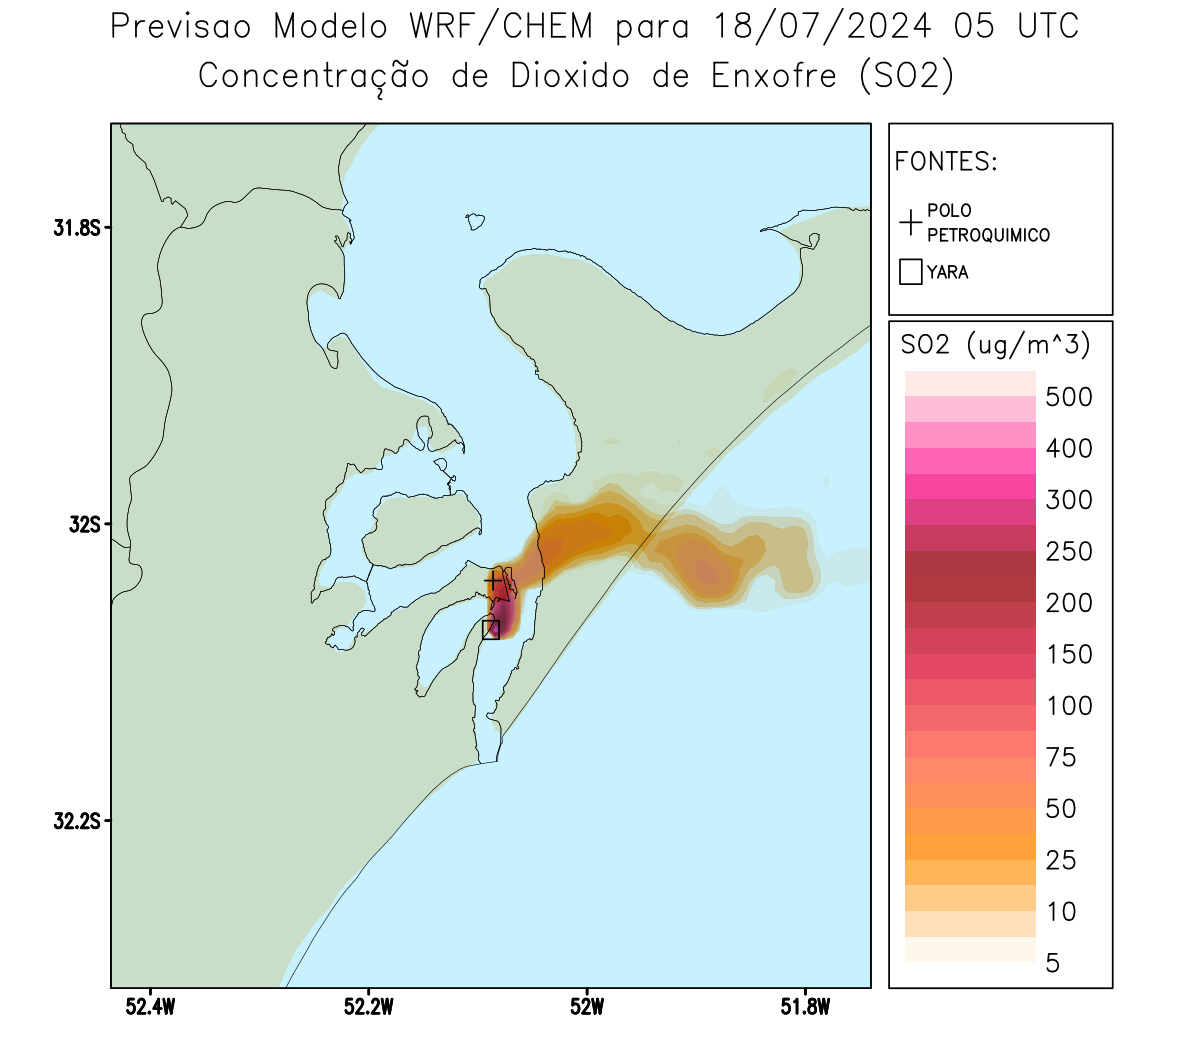 Previsao Modelo WRF/CHEM para 18/07/2024 05 UTC
Concentração de Dioxido de Enxofre (SO2)
FONTES:
POLO
PETROQUIMICO
YARA
SO2 (ug/m^3)
500
400
300
250
200
150
100
75
50
25
10
5
31.8S
32S
32.2S
52.4W
52.2W
52W
51.8W